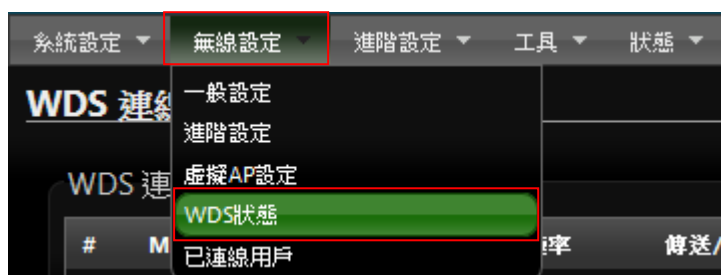 系統設定 無線設定 進階設定 工具 狀態
WDS 連線
一般設定
進階設定
虛擬AP設定
WDS 連
WDS狀態
# M 率 傳送/
已連線用戶